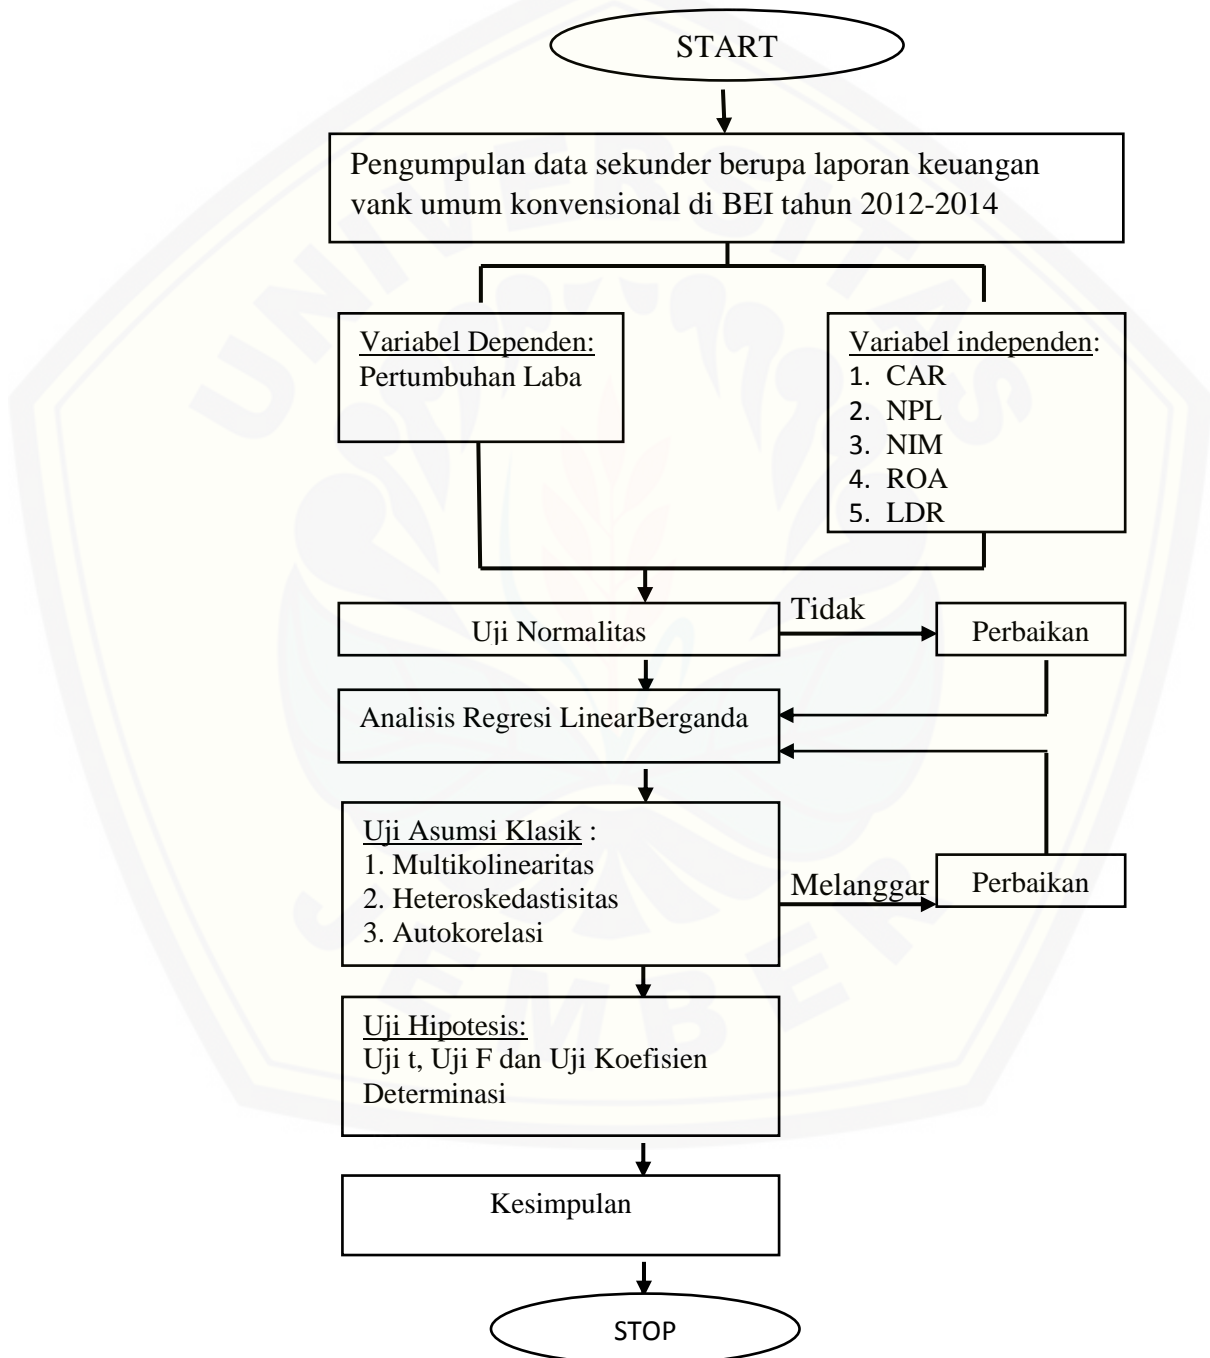 START
Pengumpulan data sekunder berupa laporan keuangan
vank umum konvensional di BEI tahun 2012-2014
Variabel Dependen:
Pertumbuhan Laba
Variabel independen:
1. CAR
2. NPL
3. NIM
4. ROA
5. LDR
Uji Normalitas
Tidak
Perbaikan
Analisis Regresi LinearBerganda
Uji Asumsi Klasik :
1. Multikolinearitas
2. Heteroskedastisitas
3. Autokorelasi
Melanggar
Perbaikan
Uji Hipotesis:
Uji t, Uji F dan Uji Koefisien
Determinasi
Kesimpulan
STOP
UNIVERSITAS
JEMBER